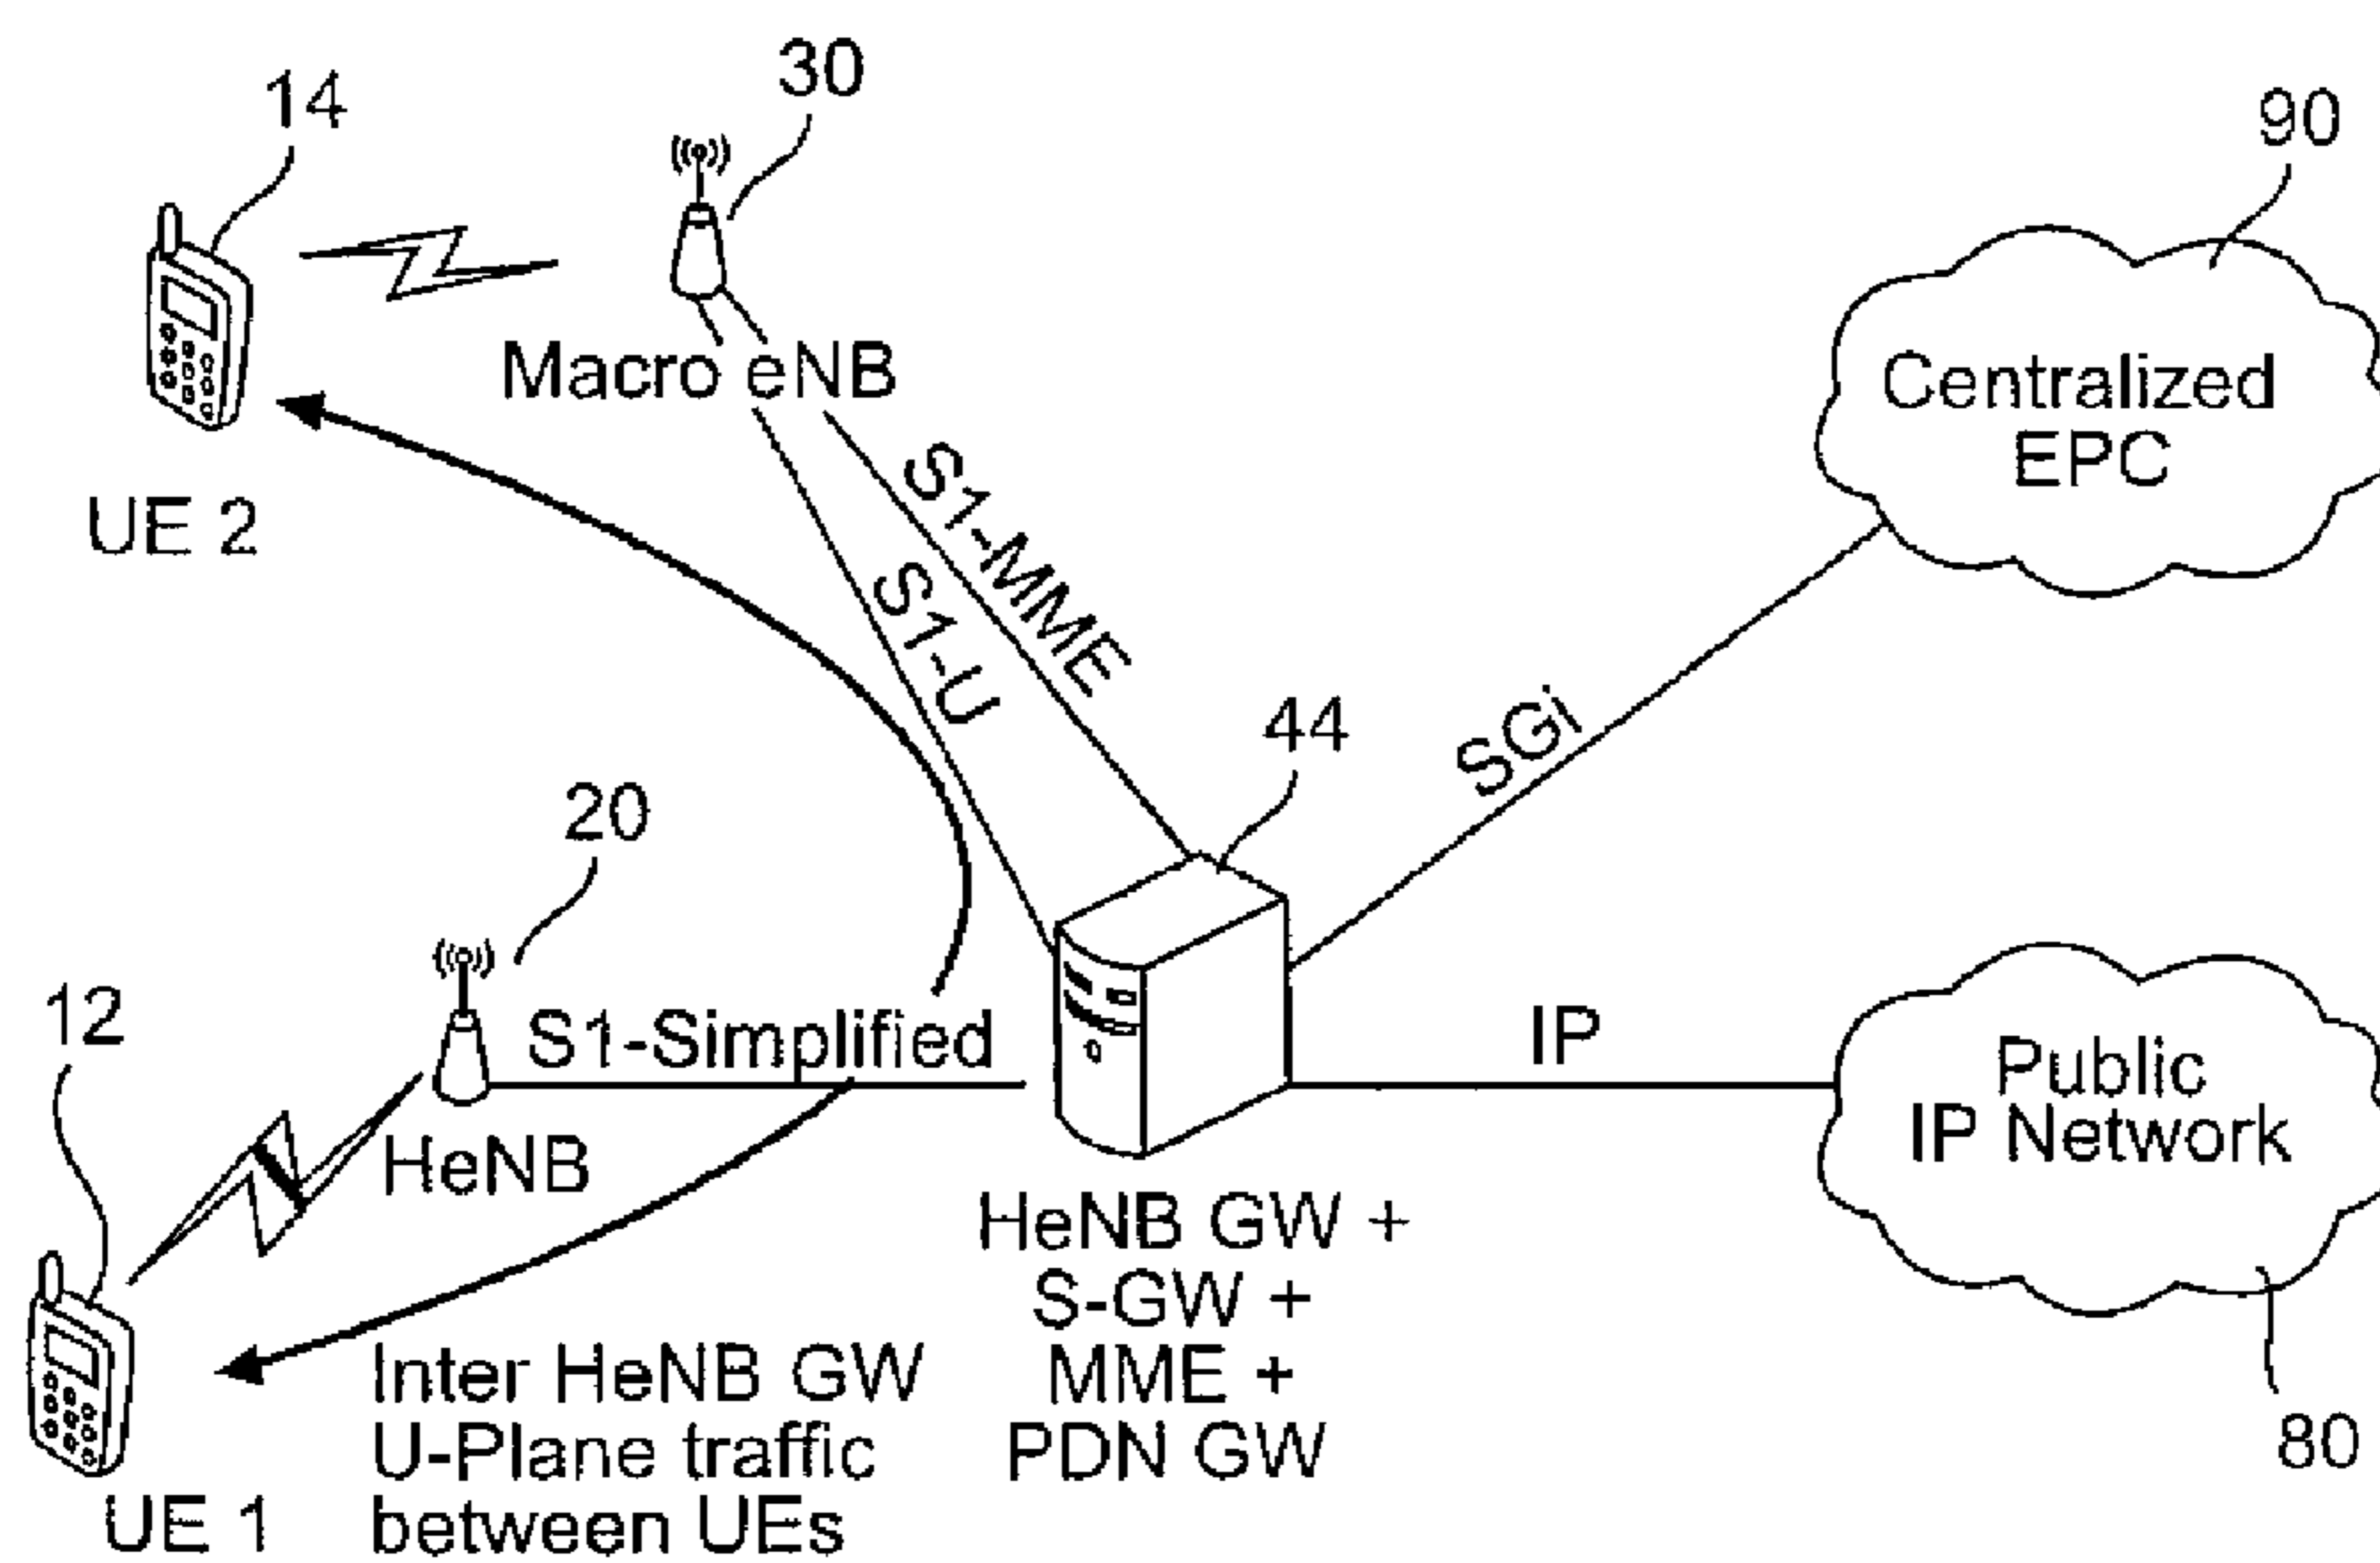 14
30
90
Macro eNB
Centralized
EPC
UE 2
S1-MME
S1-U
SGi
44
20
12
S1-Simplified
IP
Public
IP Network
HeNB
HeNB GW +
S-GW +
MME +
PDN GW
Inter HeNB GW
U-Plane traffic
between UEs
80
UE 1